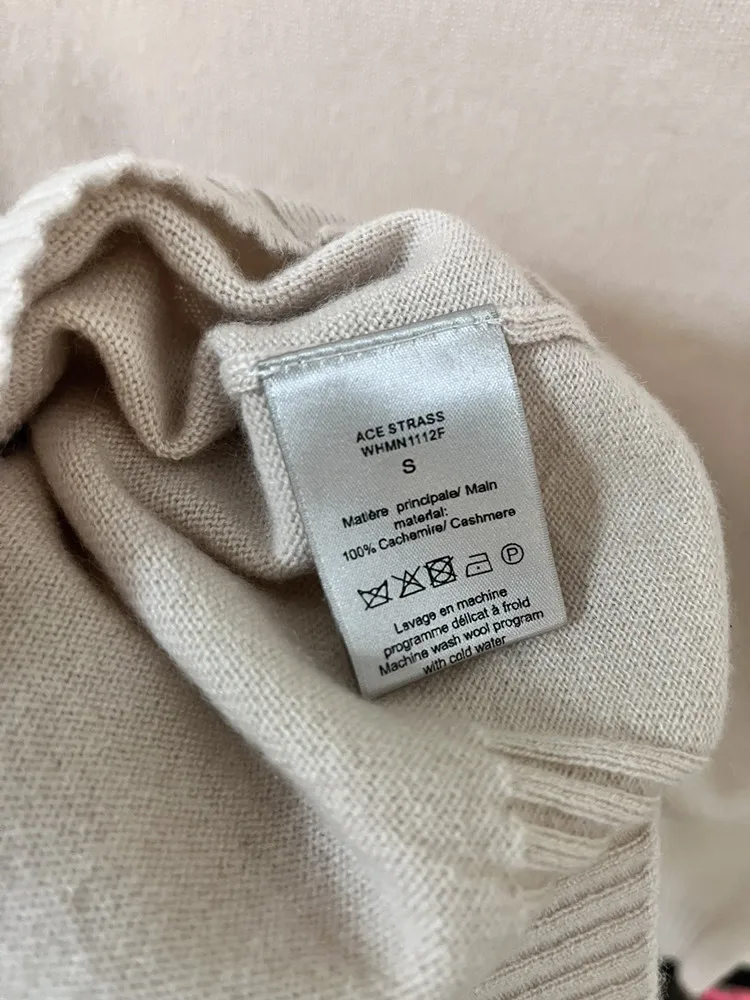 ACE STRASS
WHMN1112F
S
Matière principale/ Main
material:
100% Cachemire/ Cashmere
P
Lavage en machine
programme délicat à froid
Machine wash wool program
with cold water